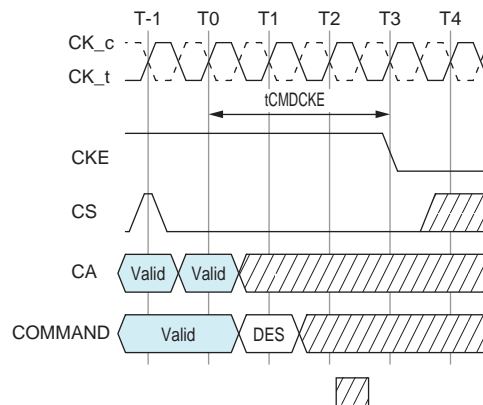 T-1 T0 T1 T2 T3 T4
CK_c
CK_t
tCMDCKE
CKE
CS
CA Valid Valid
COMMAND Valid DES